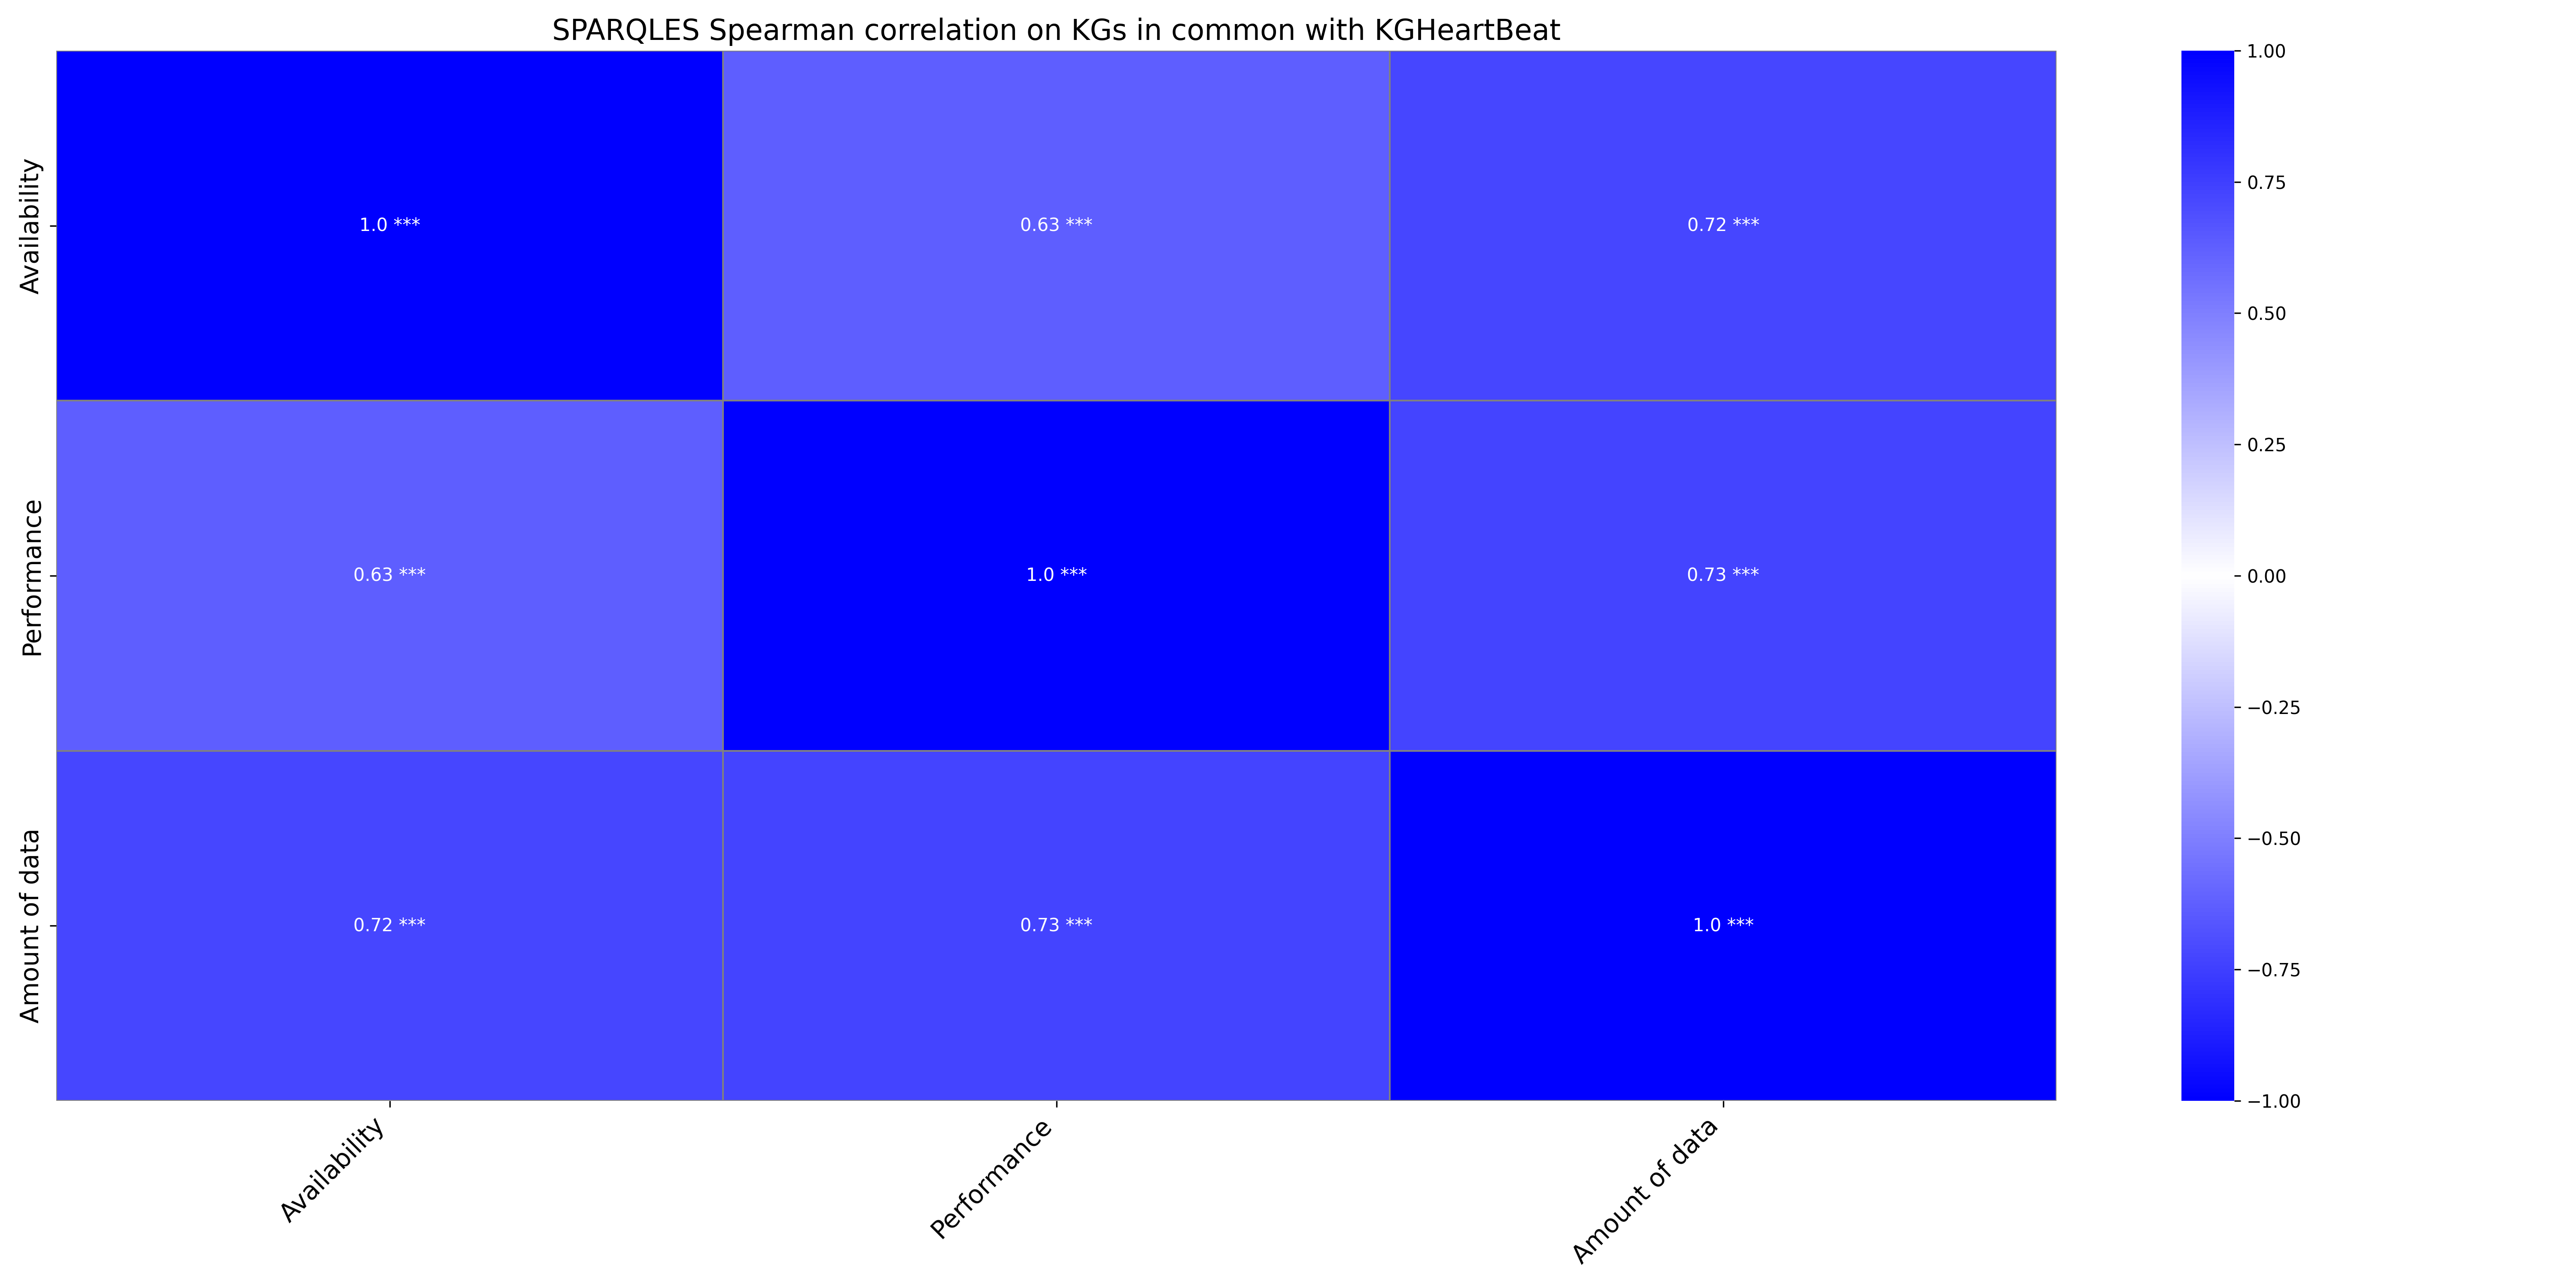 SPARQLES Spearman correlation on KGs in common with KGHeartBeat
Availability
1.0 ***
0.63 ***
0.72 ***
Performance
0.63 ***
1.0 ***
0.73 ***
Amount of data
0.72 ***
0.73 ***
1.0 ***
Availability
Performance
Amount of data
1.00
0.75
0.50
0.25
0.00
−0.25
−0.50
−0.75
−1.00